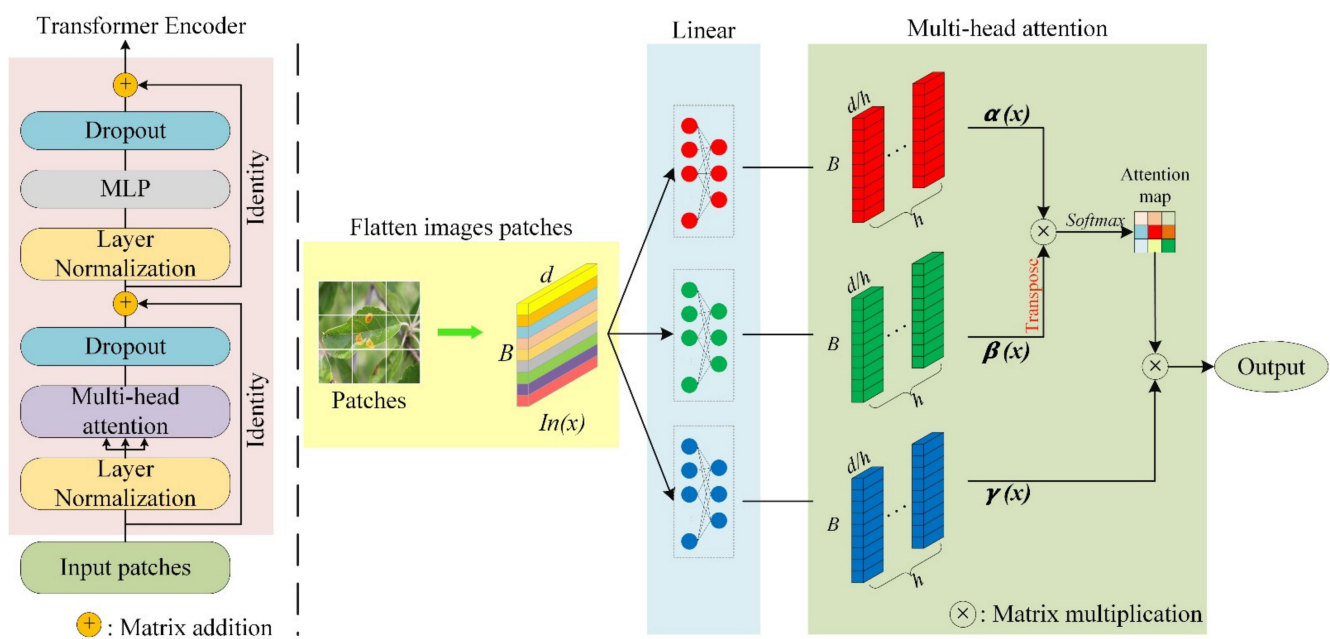 Transformer Encoder
Dropout
MLP
Layer
Normalization
Identity
Dropout
Multi-head
attention
Identity
Layer
Normalization
Input patches
+ : Matrix addition
Flatten images patches
d
B
Patches
In(x)
Linear
Multi-head attention
d/h
B
h
α(x)
d/h
B
h
β(x)
Transposc
Softmax
Attention
map
d/h
B
h
γ(x)
Output
× : Matrix multiplication